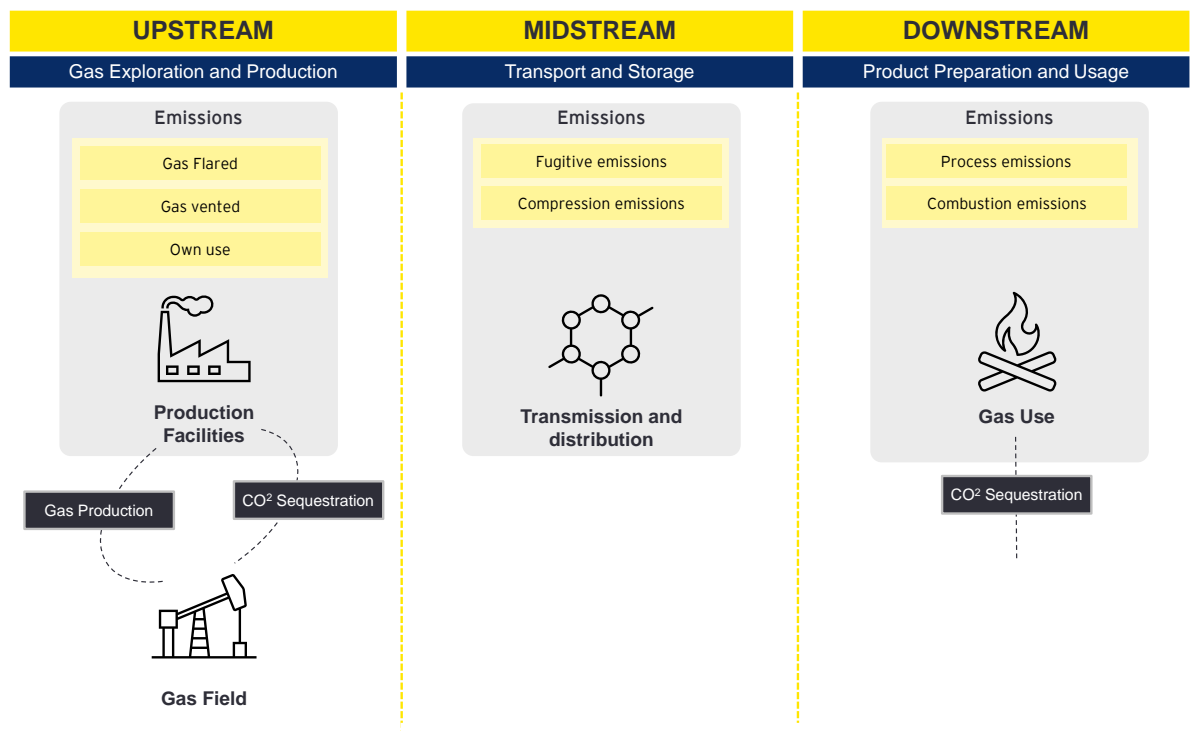 UPSTREAM
Gas Exploration and Production
Emissions
Gas Flared
Gas vented
Own use
Production
Facilities
Gas Production
CO² Sequestration
Gas Field
MIDSTREAM
Transport and Storage
Emissions
Fugitive emissions
Compression emissions
Transmission and
distribution
DOWNSTREAM
Product Preparation and Usage
Emissions
Process emissions
Combustion emissions
Gas Use
CO² Sequestration